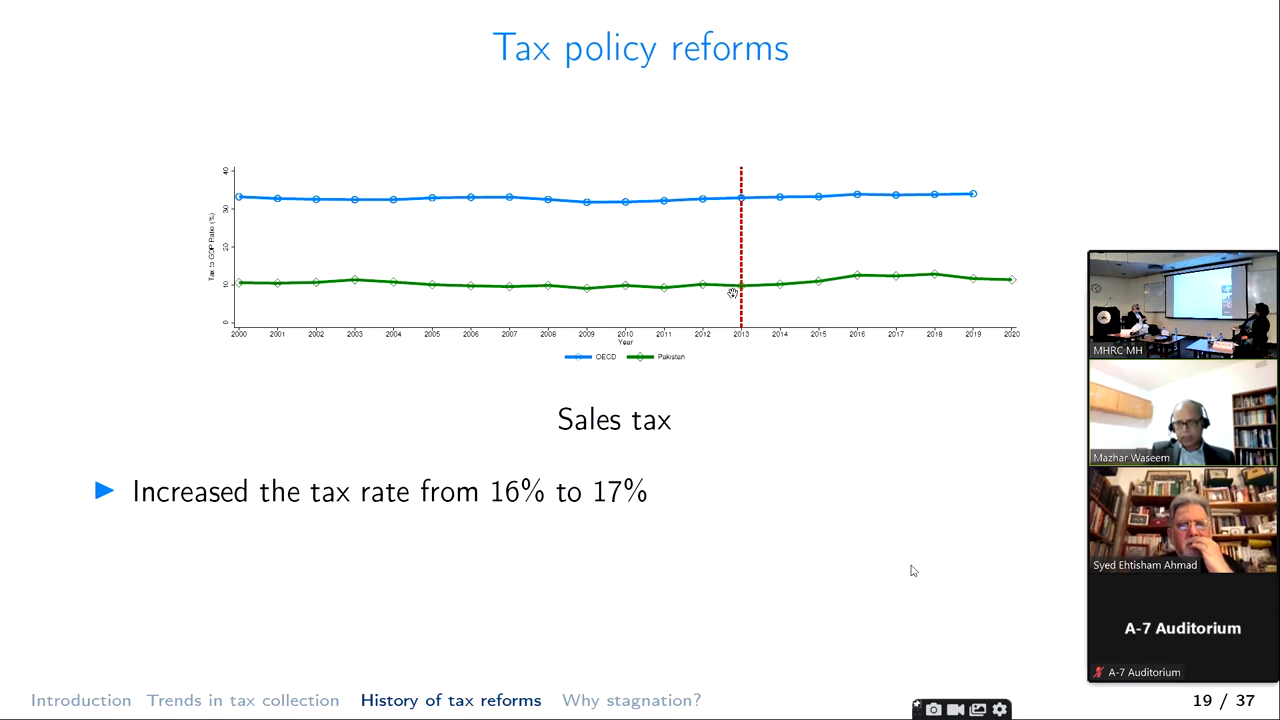 Tax policy reforms
40
30
20
10
0
Tax to GDP Ratio (%)
2000 2001 2002 2003 2004 2005 2006 2007 2008 2009 2010 2011 2012 2013 2014 2015 2016 2017 2018 2019 2020
Year
OECD Pakistan
Sales tax
Increased the tax rate from 16% to 17%
MHRC MH
Mazhar Waseem
Syed Ehtisham Ahmad
A-7 Auditorium
A-7 Auditorium
Introduction Trends in tax collection History of tax reforms Why stagnation? 19 / 37